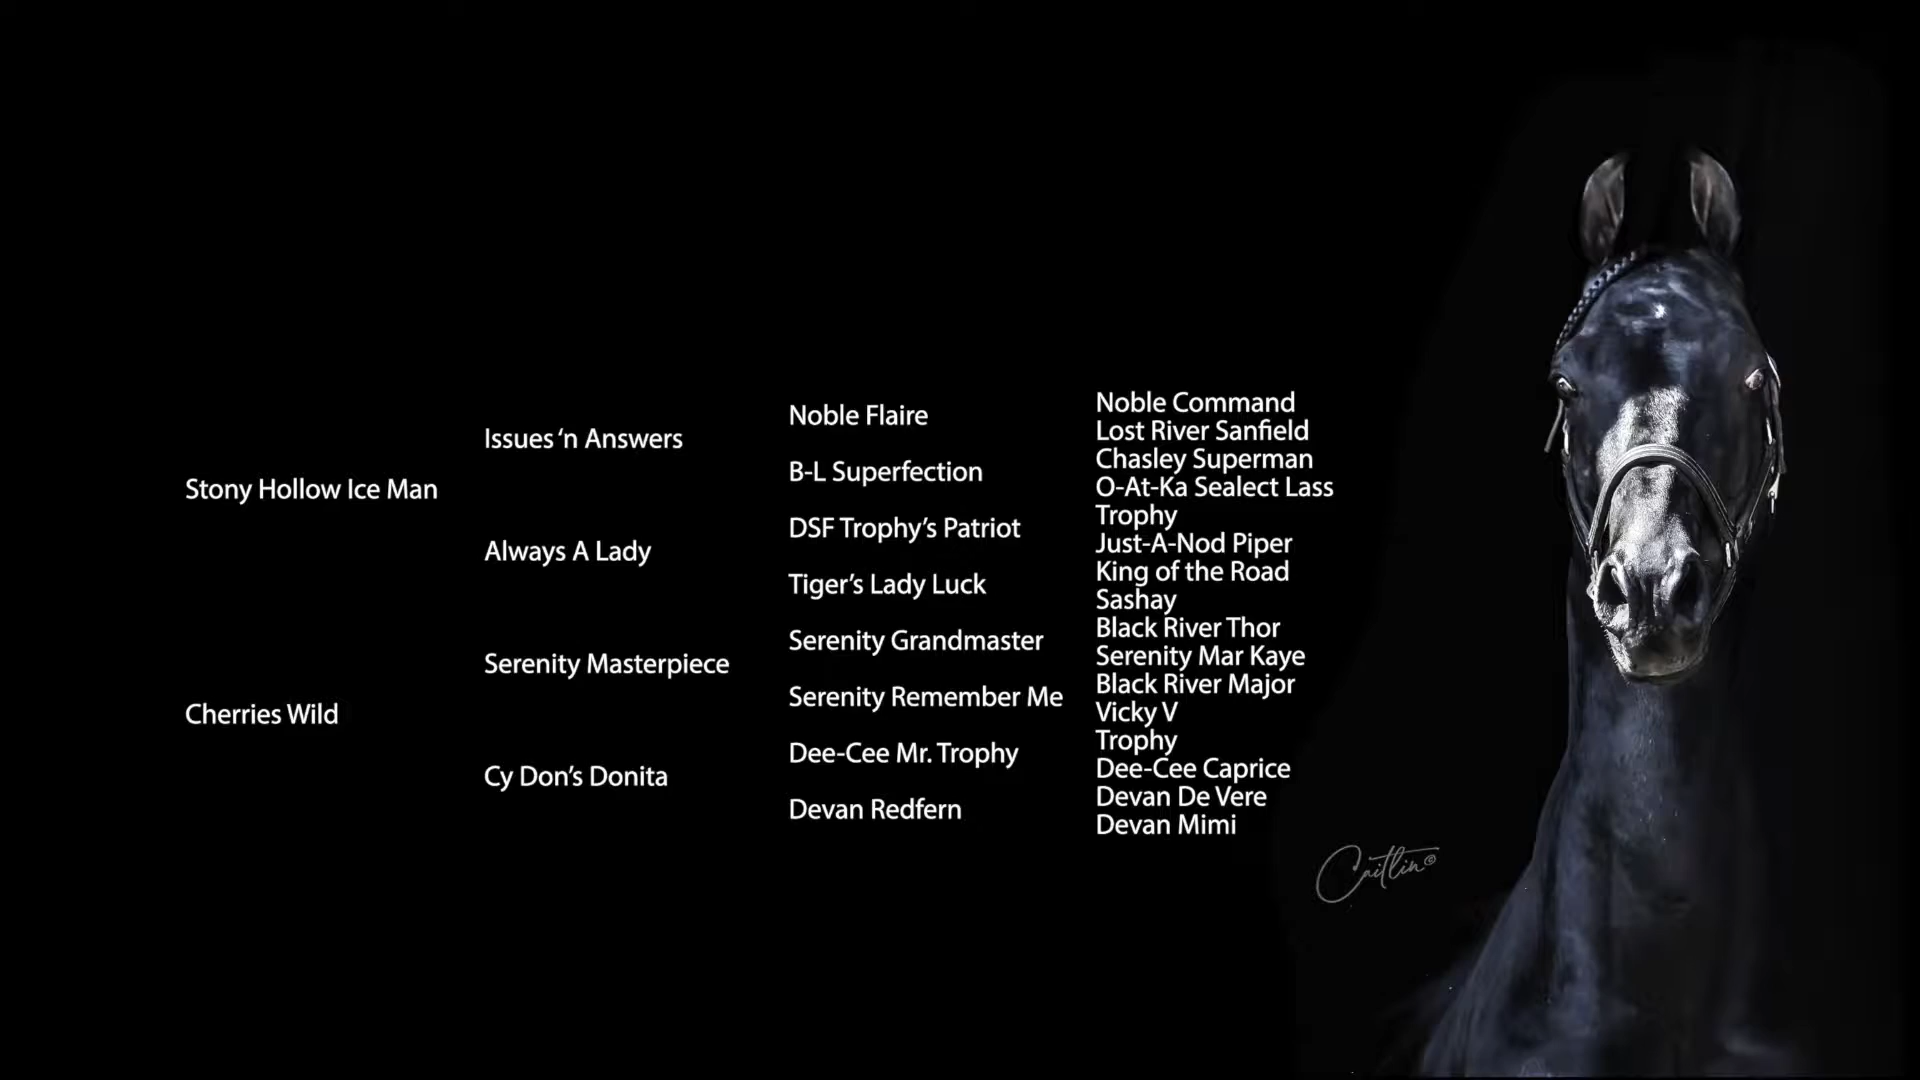 Stony Hollow Ice Man
Cherries Wild
Issues 'n Answers
Always A Lady
Serenity Masterpiece
Cy Don's Donita
Noble Flaire
B-L Superfection
DSF Trophy's Patriot
Tiger's Lady Luck
Serenity Grandmaster
Serenity Remember Me
Dee-Cee Mr. Trophy
Devan Redfern
Noble Command
Lost River Sanfield
Chasley Superman
O-At-Ka Sealect Lass
Trophy
Just-A-Nod Piper
King of the Road
Sashay
Black River Thor
Serenity Mar Kaye
Black River Major
Vicky V
Trophy
Dee-Cee Caprice
Devan De Vere
Devan Mimi
Caitlin©